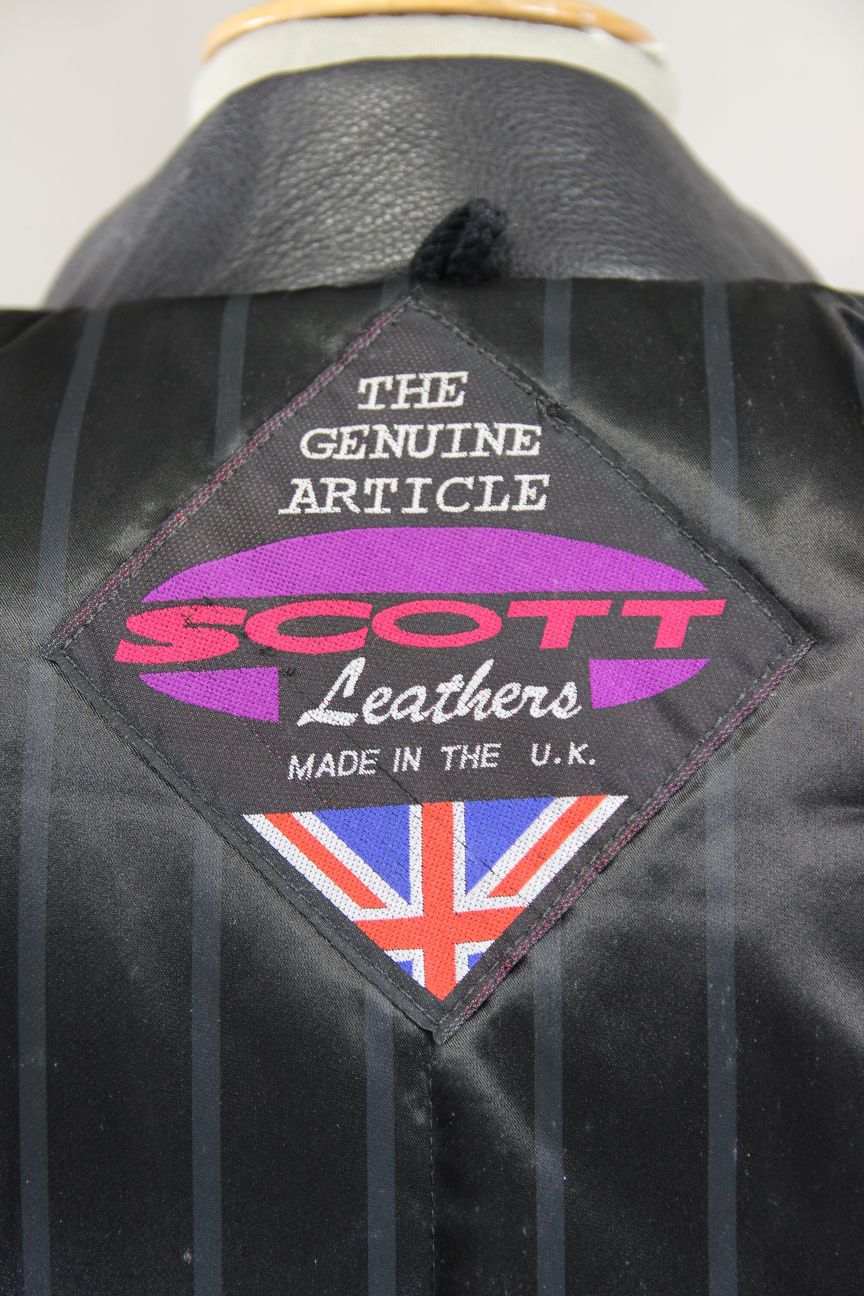 THE
GENUINE
ARTICLE
SCOTT
Leathers
MADE IN THE U.K.